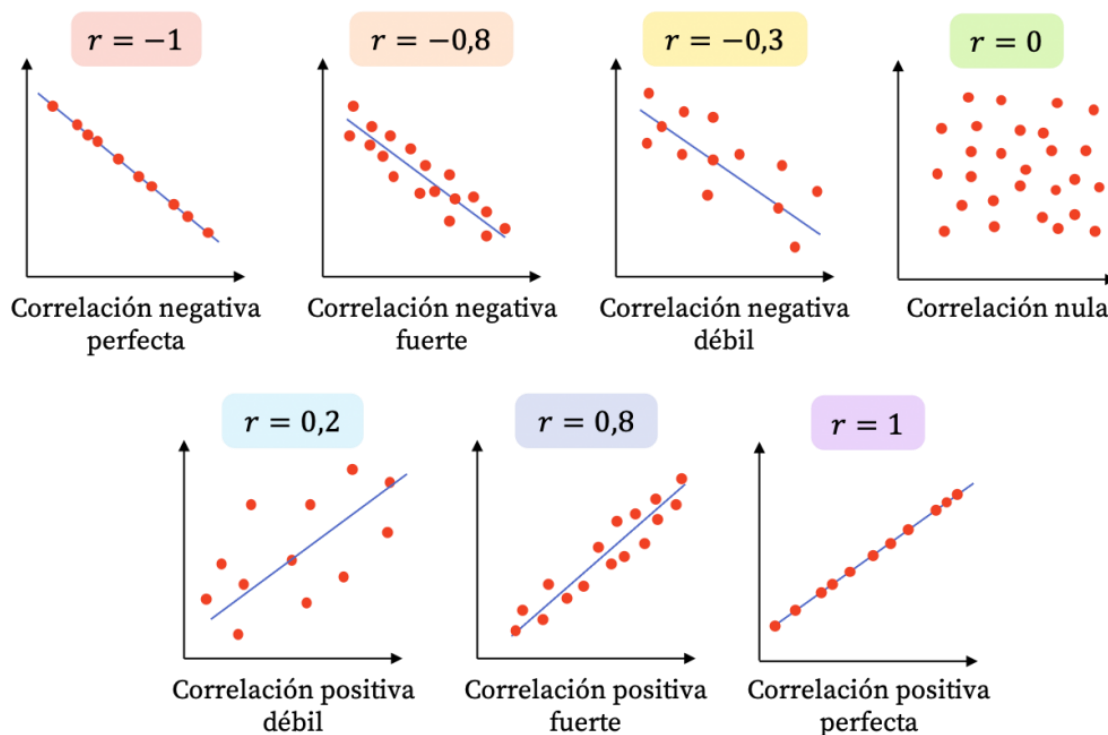 r = −1
r = −0,8
r = −0,3
r = 0
Correlación negativa
perfecta
Correlación negativa
fuerte
Correlación negativa
débil
Correlación nula
r = 0,2
r = 0,8
r = 1
Correlación positiva
débil
Correlación positiva
fuerte
Correlación positiva
perfecta